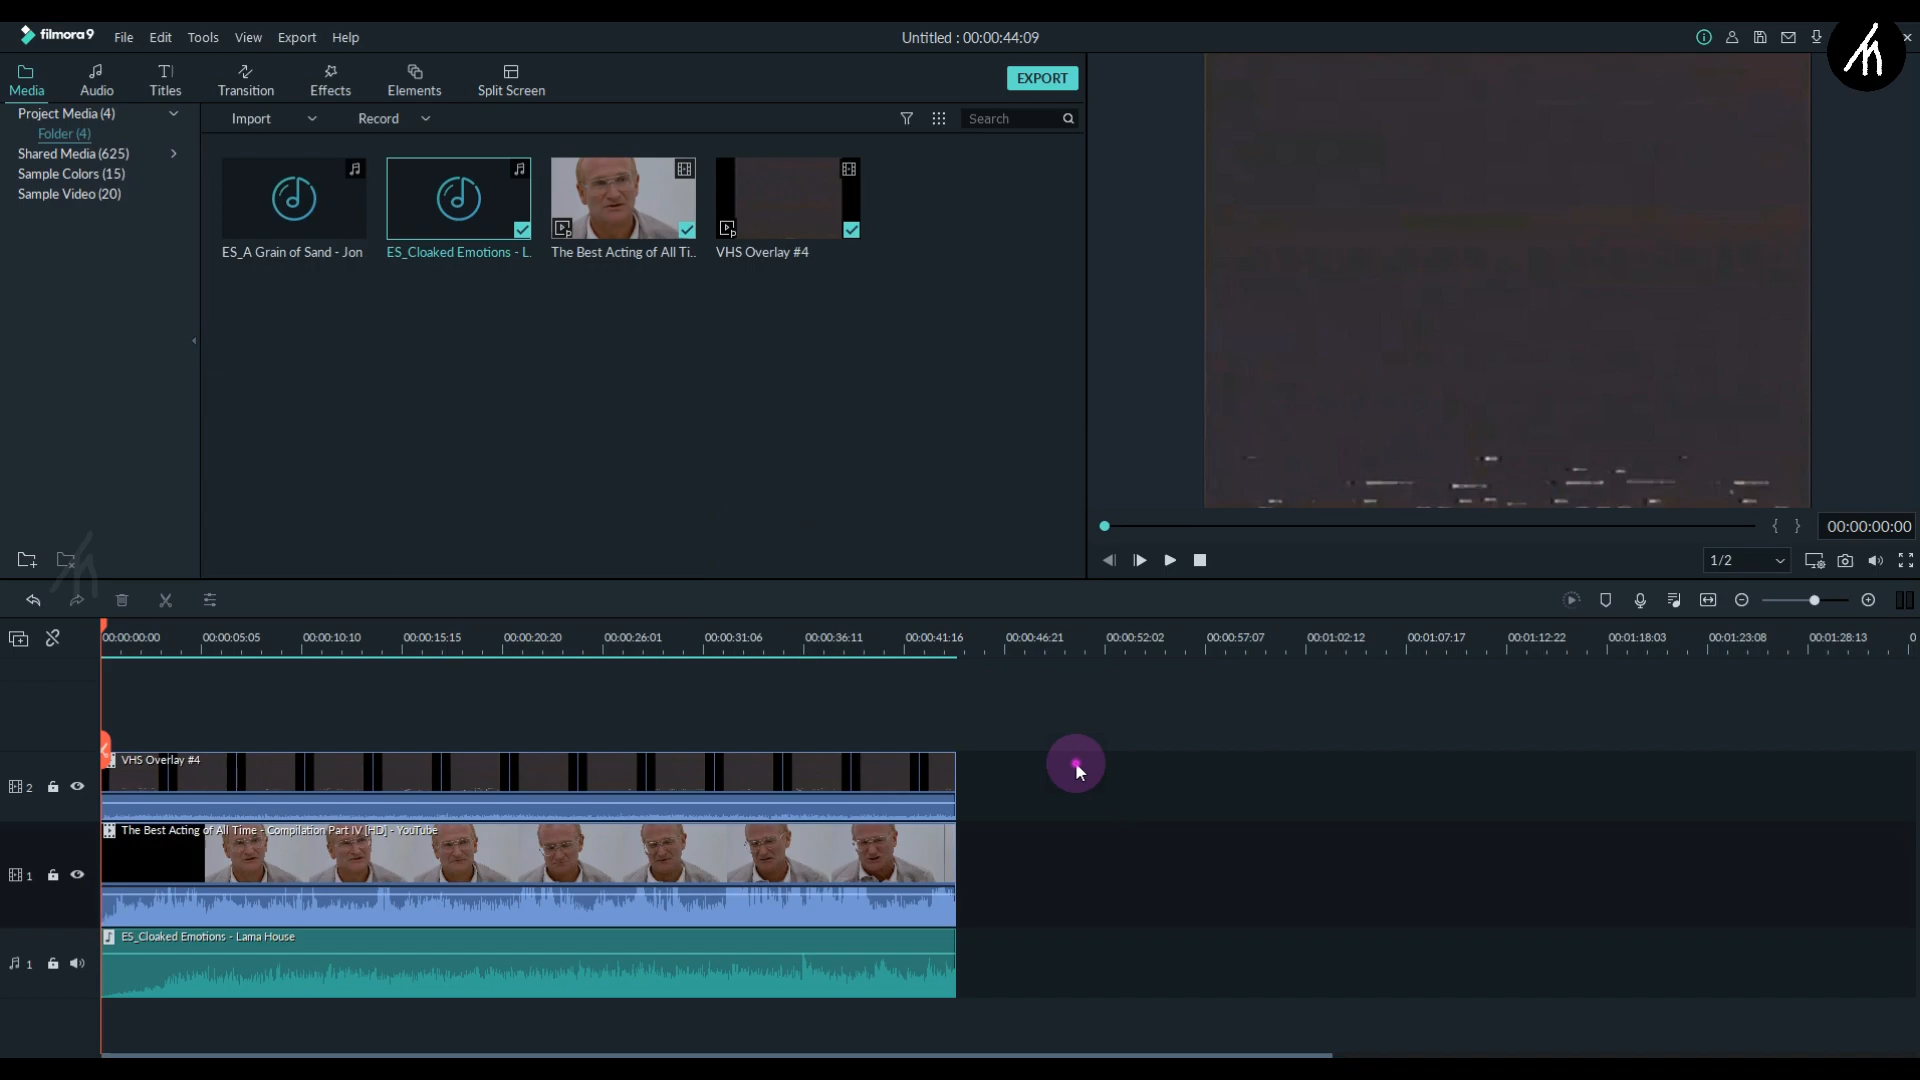 filmora9 File Edit Tools View Export Help
Untitled : 00:00:44:09
Media Audio Titles Transition Effects Elements Split Screen
EXPORT
Project Media (4)
Folder (4)
Shared Media (625)
Sample Colors (15)
Sample Video (20)
Import Record Search
ES_A Grain of Sand - Jon
ES_Cloaked Emotions - L.
The Best Acting of All Ti..
VHS Overlay #4
00:00:00:00
1/2
00:00:00:00 00:00:05:05 00:00:10:10 00:00:15:15 00:00:20:20 00:00:26:01 00:00:31:06 00:00:36:11 00:00:41:16 00:00:46:21 00:00:52:02 00:00:57:07 00:01:02:12 00:01:07:17 00:01:12:22 00:01:18:03 00:01:23:08 00:01:28:13 0
VHS Overlay #4
2
The Best Acting of All Time - Compilation Part IV [HD] - YouTube
1
ES_Cloaked Emotions - Lama House
1